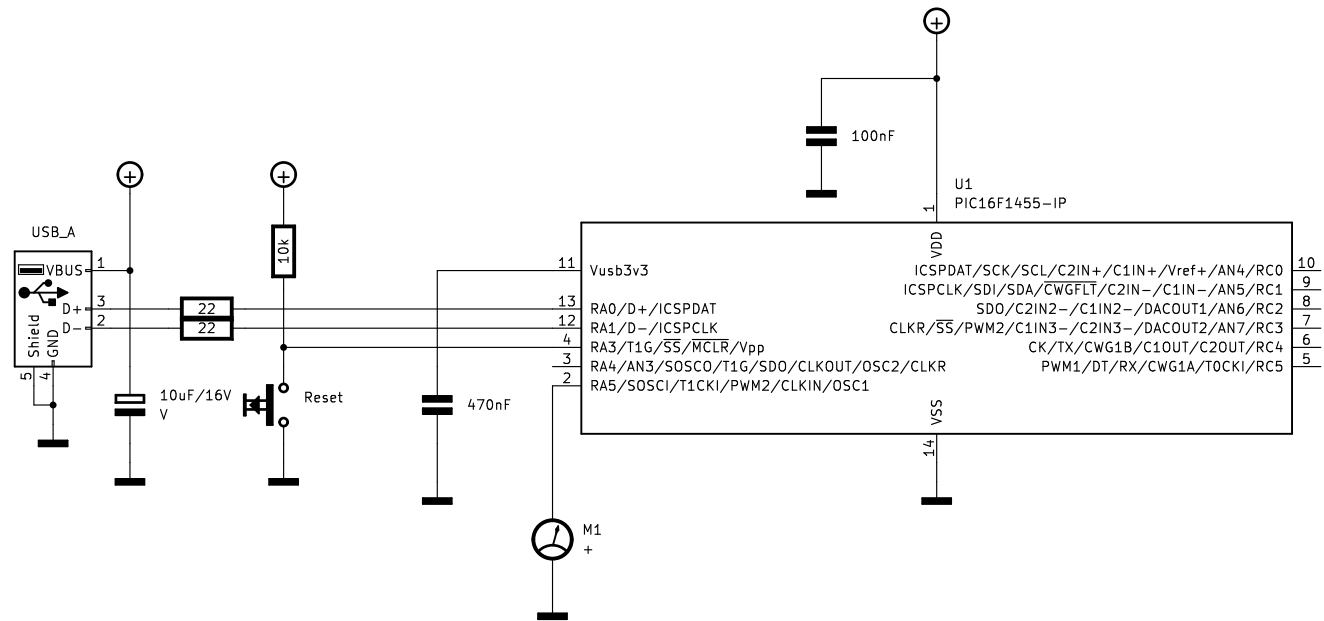 U1
PIC16F1455-IP
100nF
1
VDD
USB_A
VBUS
1
D+
3
D-
2
Shield
GND
5
4
10uF/16V
V
10k
22
22
Reset
470nF
11
Vusb3v3
13
RA0/D+/ICSPDAT
12
RA1/D-/ICSPCLK
4
RA3/T1G/SS/MCLR/Vpp
3
RA4/AN3/SOSCO/T1G/SDO/CLKOUT/OSC2/CLKR
2
RA5/SOSCI/T1CKI/PWM2/CLKIN/OSC1
ICSPDAT/SCK/SCL/C2IN+/C1IN+/Vref+/AN4/RC0
10
ICSPCLK/SDI/SDA/CWGFLT/C2IN-/C1IN-/AN5/RC1
9
SDO/C2IN2-/C1IN2-/DACOUT1/AN6/RC2
8
CLKR/SS/PWM2/C1IN3-/C2IN3-/DACOUT2/AN7/RC3
7
CK/TX/CWG1B/C1OUT/C2OUT/RC4
6
PWM1/DT/RX/CWG1A/T0CKI/RC5
5
VSS
14
M1
+